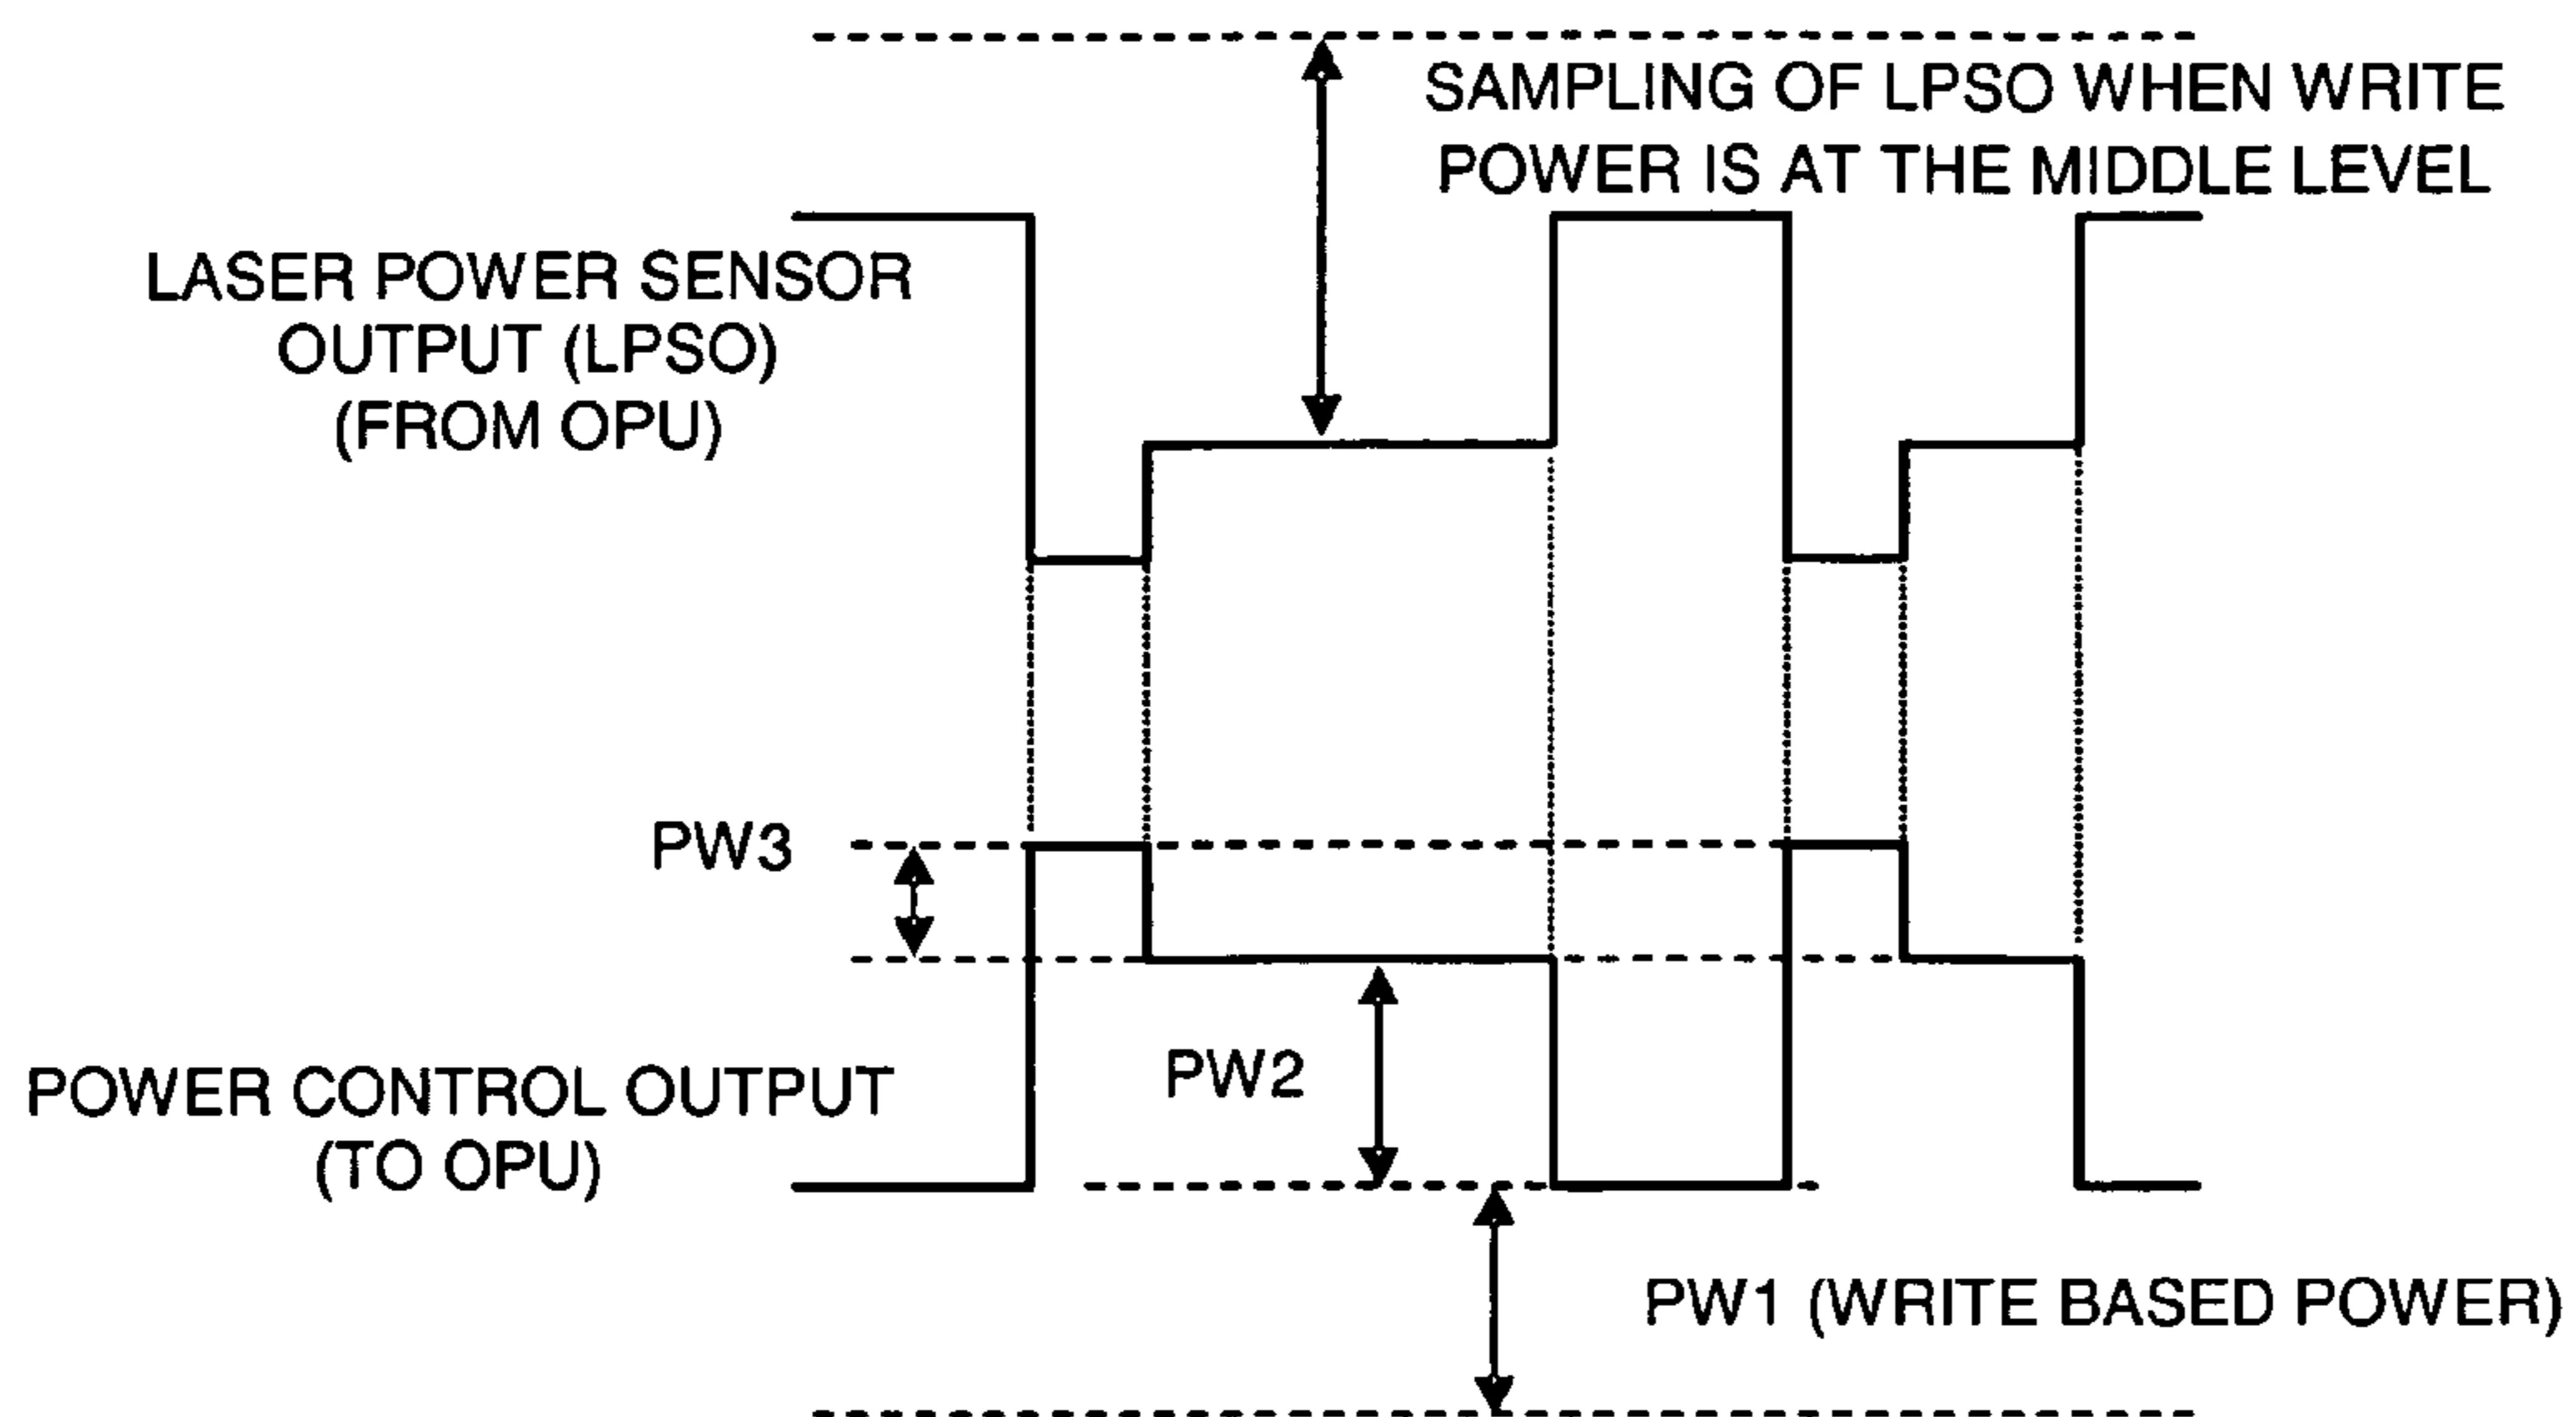 SAMPLING OF LPSO WHEN WRITE
POWER IS AT THE MIDDLE LEVEL
LASER POWER SENSOR
OUTPUT (LPSO)
(FROM OPU)
PW3
PW2
POWER CONTROL OUTPUT
(TO OPU)
PW1 (WRITE BASED POWER)